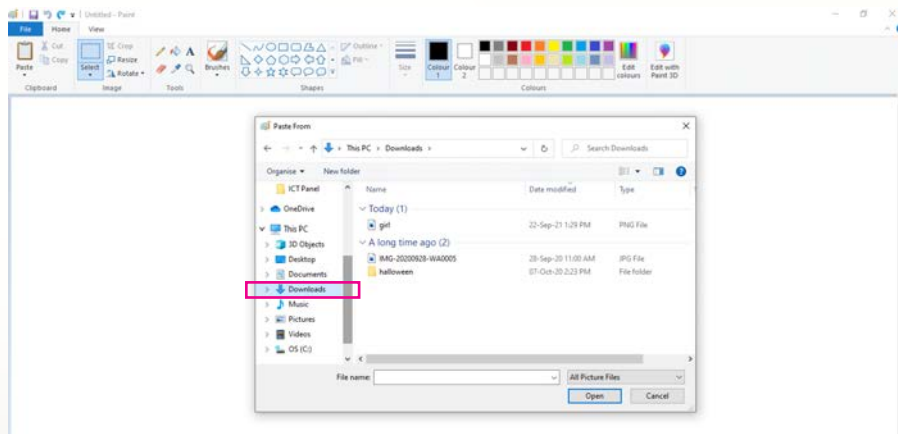 Untitled - Paint
File Home View
Cut
Copy
Paste
Clipboard
Select
Crop
Resize
Rotate
Image
Tools
Brushes
Shapes
Outline
Fill
Size
Colour 1
Colour 2
Colours
Edit colours
Edit with Paint 3D
Paste From
This PC Downloads
Search Downloads
Organise New folder
ICT Panel
OneDrive
This PC
3D Objects
Desktop
Documents
Downloads
Music
Pictures
Videos
OS (C:)
Name Date modified Type
Today (1)
girl 22-Sep-21 1:29 PM PNG File
A long time ago (2)
IMG-20200928-WA0005 28-Sep-20 11:00 AM JPG File
halloween 07-Oct-20 2:23 PM File folder
File name: All Picture Files
Open Cancel